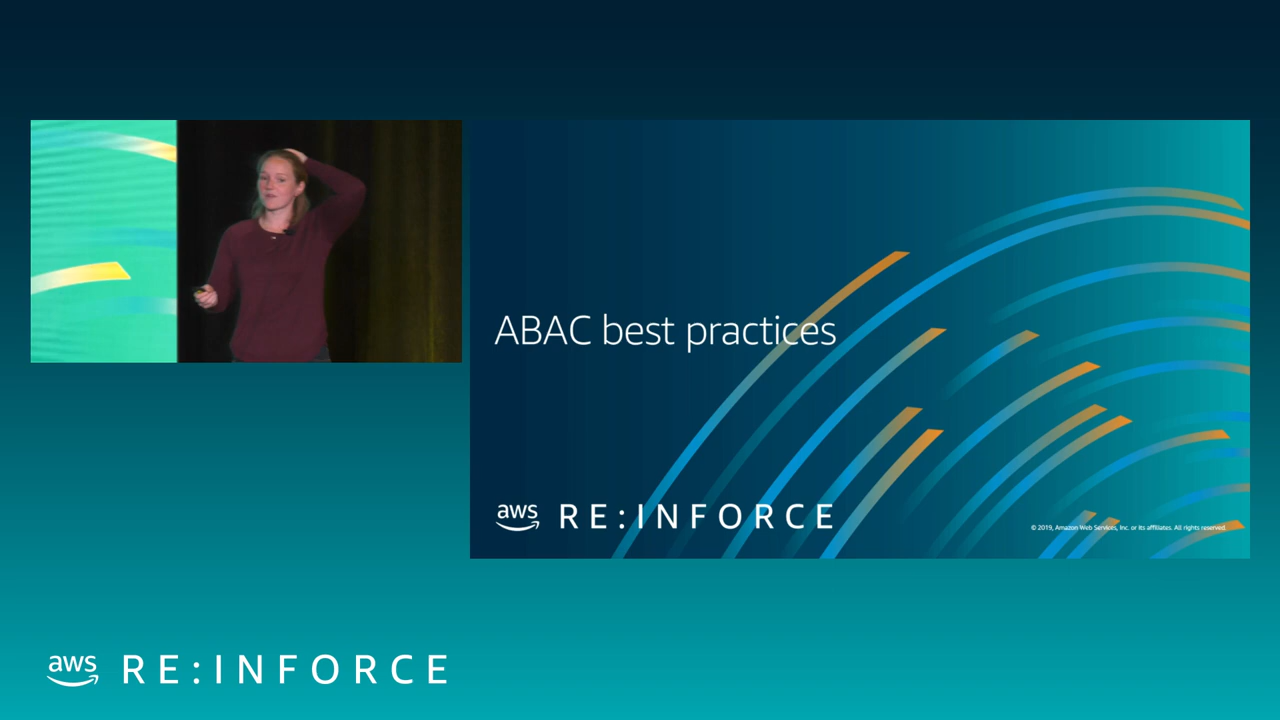 ABAC best practices
aws RE:INFORCE
© 2019, Amazon Web Services, Inc. or its affiliates. All rights reserved.
aws RE:INFORCE